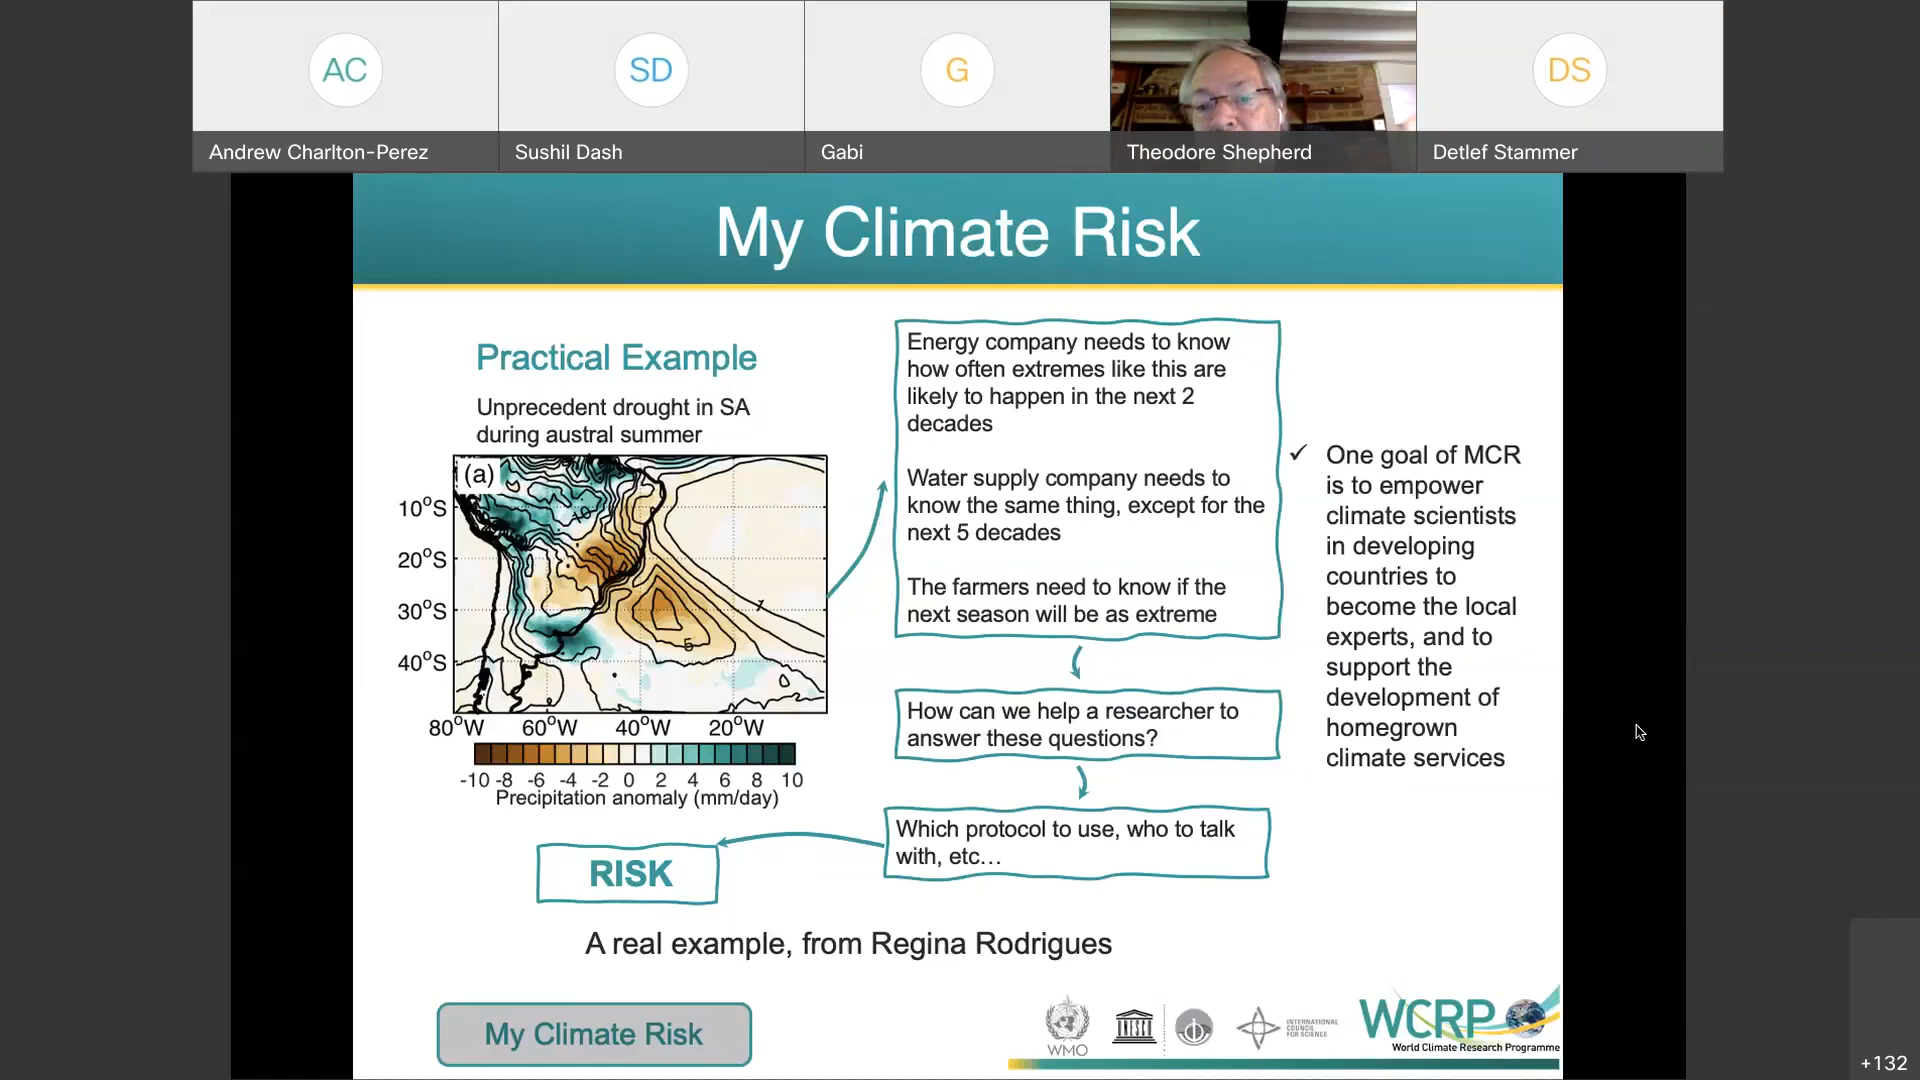 AC
SD
G
DS
Andrew Charlton-Perez
Sushil Dash
Gabi
Theodore Shepherd
Detlef Stammer
My Climate Risk
Practical Example
Unprecedent drought in SA
during austral summer
(a)
10°S
20°S
30°S
40°S
10
1
5
80°W
60°W
40°W
20°W
-10 -8 -6 -4 -2 0 2 4 6 8 10
Precipitation anomaly (mm/day)
Energy company needs to know
how often extremes like this are
likely to happen in the next 2
decades
Water supply company needs to
know the same thing, except for the
next 5 decades
The farmers need to know if the
next season will be as extreme
How can we help a researcher to
answer these questions?
Which protocol to use, who to talk
with, etc…
RISK
✓ One goal of MCR
is to empower
climate scientists
in developing
countries to
become the local
experts, and to
support the
development of
homegrown
climate services
A real example, from Regina Rodrigues
My Climate Risk
WMO
INTERNATIONAL
COUNCIL
FOR SCIENCE
WCRP
World Climate Research Programme
+132